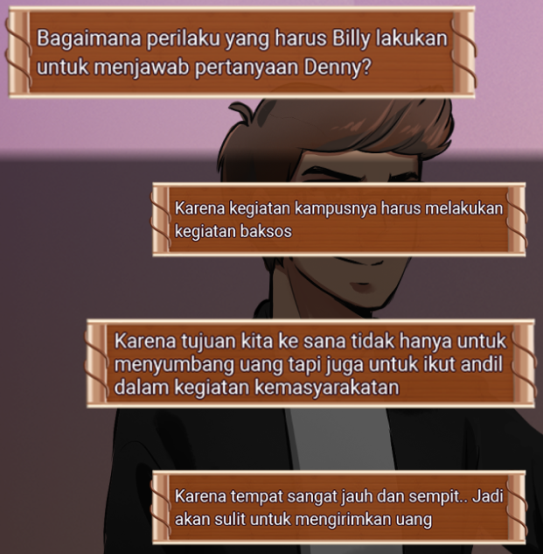 Bagaimana perilaku yang harus Billy lakukan
untuk menjawab pertanyaan Denny?
Karena kegiatan kampusnya harus melakukan
kegiatan baksos
Karena tujuan kita ke sana tidak hanya untuk
menyumbang uang tapi juga untuk ikut andil
dalam kegiatan kemasyarakatan
Karena tempat sangat jauh dan sempit.. Jadi
akan sulit untuk mengirimkan uang